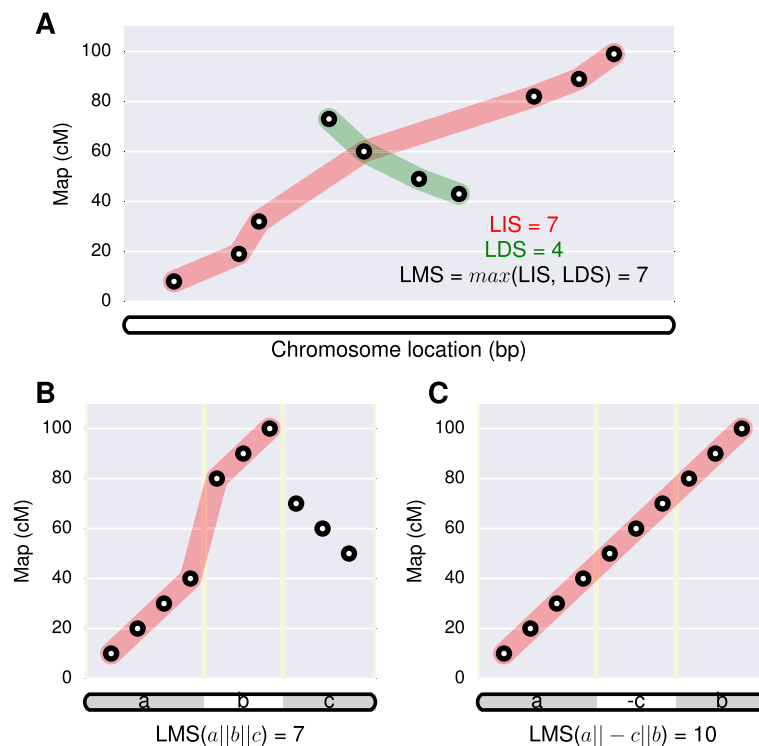 A
Map (cM)
100
80
60
40
20
0
LIS = 7
LDS = 4
LMS = max(LIS, LDS) = 7
Chromosome location (bp)
B
Map (cM)
100
80
60
40
20
0
a b c
LMS(a||b||c) = 7
C
Map (cM)
100
80
60
40
20
0
a -c b
LMS(a|| − c||b) = 10